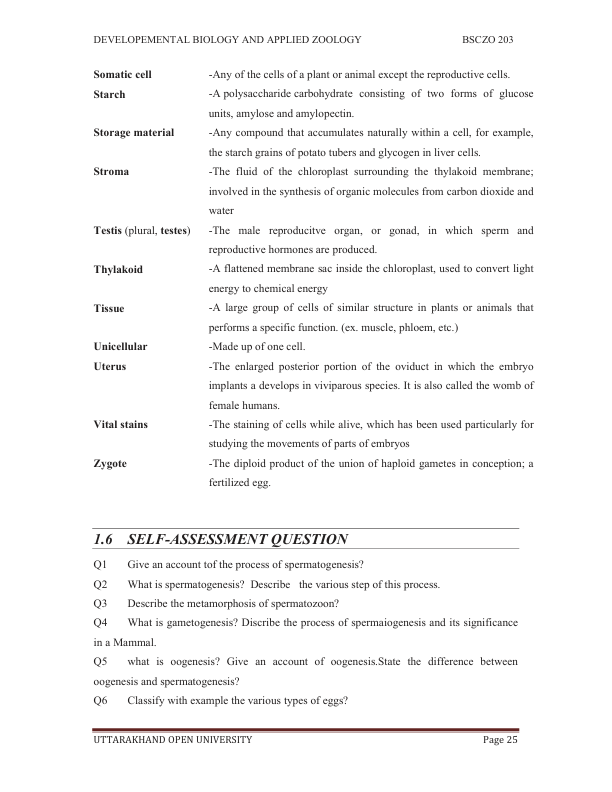 DEVELOPEMENTAL BIOLOGY AND APPLIED ZOOLOGY BSCZO 203
Somatic cell -Any of the cells of a plant or animal except the reproductive cells.
Starch -A polysaccharide carbohydrate consisting of two forms of glucose
units, amylose and amylopectin.
Storage material -Any compound that accumulates naturally within a cell, for example,
the starch grains of potato tubers and glycogen in liver cells.
Stroma -The fluid of the chloroplast surrounding the thylakoid membrane;
involved in the synthesis of organic molecules from carbon dioxide and
water
Testis (plural, testes) -The male reproducitve organ, or gonad, in which sperm and
reproductive hormones are produced.
Thylakoid -A flattened membrane sac inside the chloroplast, used to convert light
energy to chemical energy
Tissue -A large group of cells of similar structure in plants or animals that
performs a specific function. (ex. muscle, phloem, etc.)
Unicellular -Made up of one cell.
Uterus -The enlarged posterior portion of the oviduct in which the embryo
implants a develops in viviparous species. It is also called the womb of
female humans.
Vital stains -The staining of cells while alive, which has been used particularly for
studying the movements of parts of embryos
Zygote -The diploid product of the union of haploid gametes in conception; a
fertilized egg.
1.6 SELF-ASSESSMENT QUESTION
Q1 Give an account tof the process of spermatogenesis?
Q2 What is spermatogenesis? Describe the various step of this process.
Q3 Describe the metamorphosis of spermatozoon?
Q4 What is gametogenesis? Discribe the process of spermaiogenesis and its significance
in a Mammal.
Q5 what is oogenesis? Give an account of oogenesis.State the difference between
oogenesis and spermatogenesis?
Q6 Classify with example the various types of eggs?
UTTARAKHAND OPEN UNIVERSITY Page 25